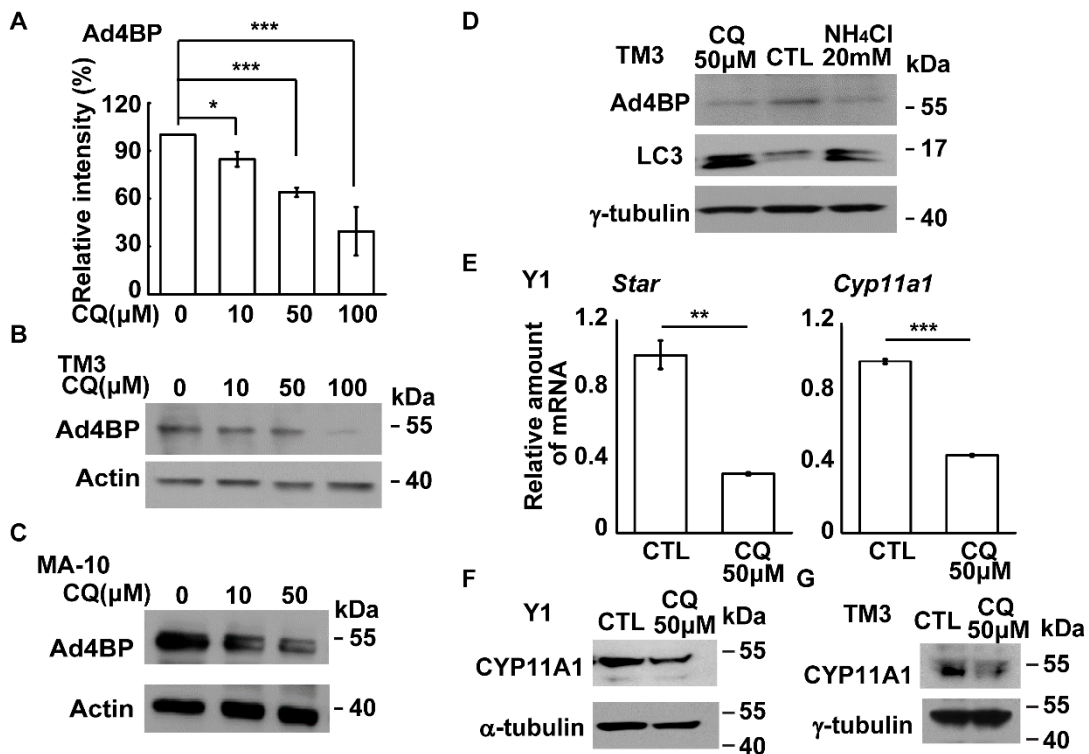 A
Ad4BP
***
***
*
Relative intensity (%)
120
90
60
30
0
CQ(μM) 0 10 50 100
B
TM3
CQ(μM) 0 10 50 100 kDa
Ad4BP - 55
Actin - 40
C
MA-10
CQ(μM) 0 10 50 kDa
Ad4BP - 55
Actin - 40
D
TM3 CQ 50μM CTL NH₄Cl 20mM kDa
Ad4BP - 55
LC3 - 17
γ-tubulin - 40
E
Y1
Star
Cyp11a1
Relative amount
of mRNA
1.2
0.8
0.4
0
**
CTL CQ
50μM
1.2
0.8
0.4
0
***
CTL CQ
50μM
F
Y1 CTL CQ 50μM kDa
CYP11A1 - 55
α-tubulin - 55
- 40
G
TM3 CTL CQ 50μM kDa
CYP11A1 - 55
γ-tubulin - 55
- 40